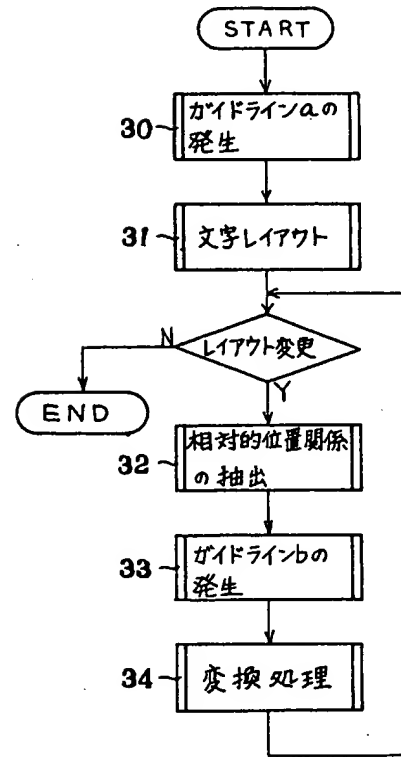 START
30
ガイドラインaの
発生
31
文字レイアウト
N
レイアウト変更
END
Y
32
相対的位置関係
の抽出
33
ガイドラインbの
発生
34
変換処理